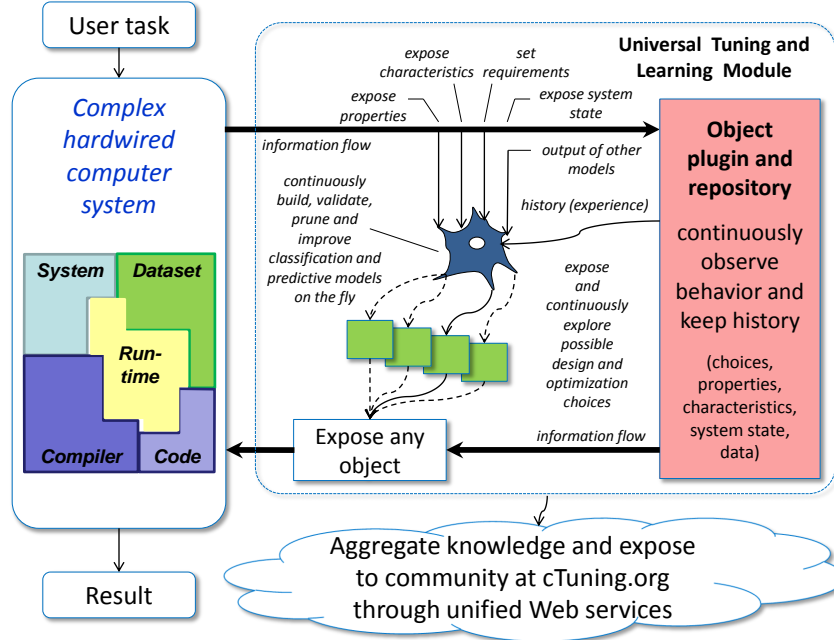 User task
Complex
hardwired
computer
system
System
Dataset
Run-
time
Compiler
Code
Result
Universal Tuning and
Learning Module
expose
characteristics
set
requirements
expose
properties
expose system
state
information flow
output of other
models
history (experience)
continuously
build, validate,
prune and
improve
classification and
predictive models
on the fly
expose
and
continuously
explore
possible
design and
optimization
choices
Expose any
object
information flow
Object
plugin and
repository
continuously
observe
behavior and
keep history
(choices,
properties,
characteristics,
system state,
data)
Aggregate knowledge and expose
to community at cTuning.org
through unified Web services